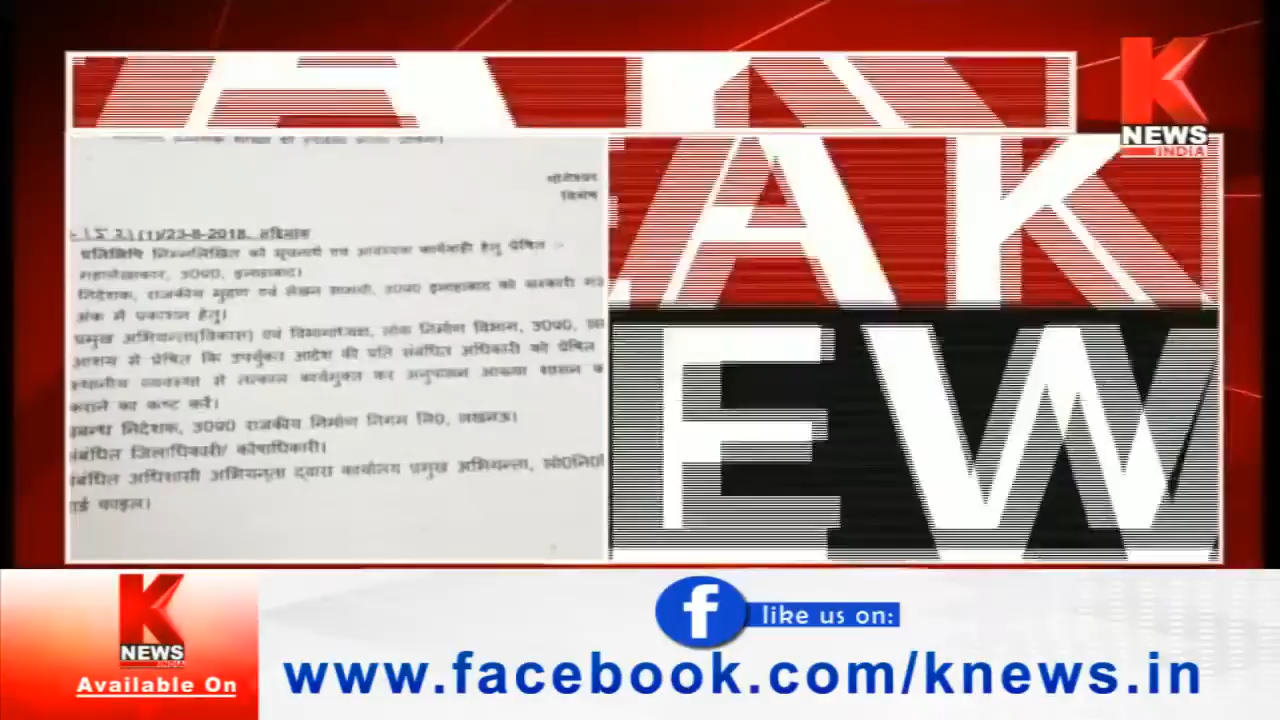 AK
K
NEWS
INDIA
AK
EW
विशेष
(1)/23-8-2018, तद्दिनांक
प्रतिलिपि निम्नलिखित को सूचनार्थ एवं आवश्यक कार्यवाही हेतु प्रेषित :-
महालेखाकार, उ0प्र0, इलाहाबाद।
निदेशक, राजकीय मुद्रण एवं लेखन सामग्री, उ0प्र0 इलाहाबाद को सरकारी
अंक में प्रकाशन हेतु।
प्रमुख अभियन्ता(विकास) एवं विभागाध्यक्ष, लोक निर्माण विभाग, उ0प्र0,
आशय से प्रेषित कि उपर्युक्त आदेश की प्रति संबंधित अधिकारी को प्रेषित
स्थानीय व्यवस्था से तत्काल कार्यमुक्त कर अनुपालन आख्या शासन
कराने का कष्ट करें।
प्रबन्ध निदेशक, उ0प्र0 राजकीय निर्माण निगम लि0, लखनऊ।
संबंधित जिलाधिकारी/ कोषाधिकारी।
संबंधित अधिशासी अभियन्ता द्वारा कार्यालय प्रमुख अभियन्ता,
गार्ड फाइल।
K
NEWS
INDIA
Available On
f like us on:
www.facebook.com/knews.in